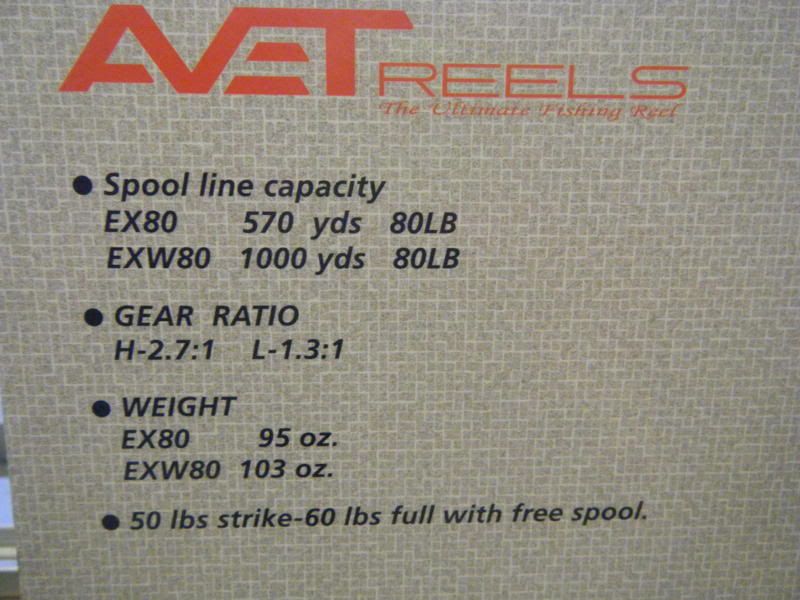 AVET REELS
The Ultimate Fishing Reel
● Spool line capacity
EX80 570 yds 80LB
EXW80 1000 yds 80LB
● GEAR RATIO
H-2.7:1 L-1.3:1
● WEIGHT
EX80 95 oz.
EXW80 103 oz.
● 50 lbs strike-60 lbs full with free spool.